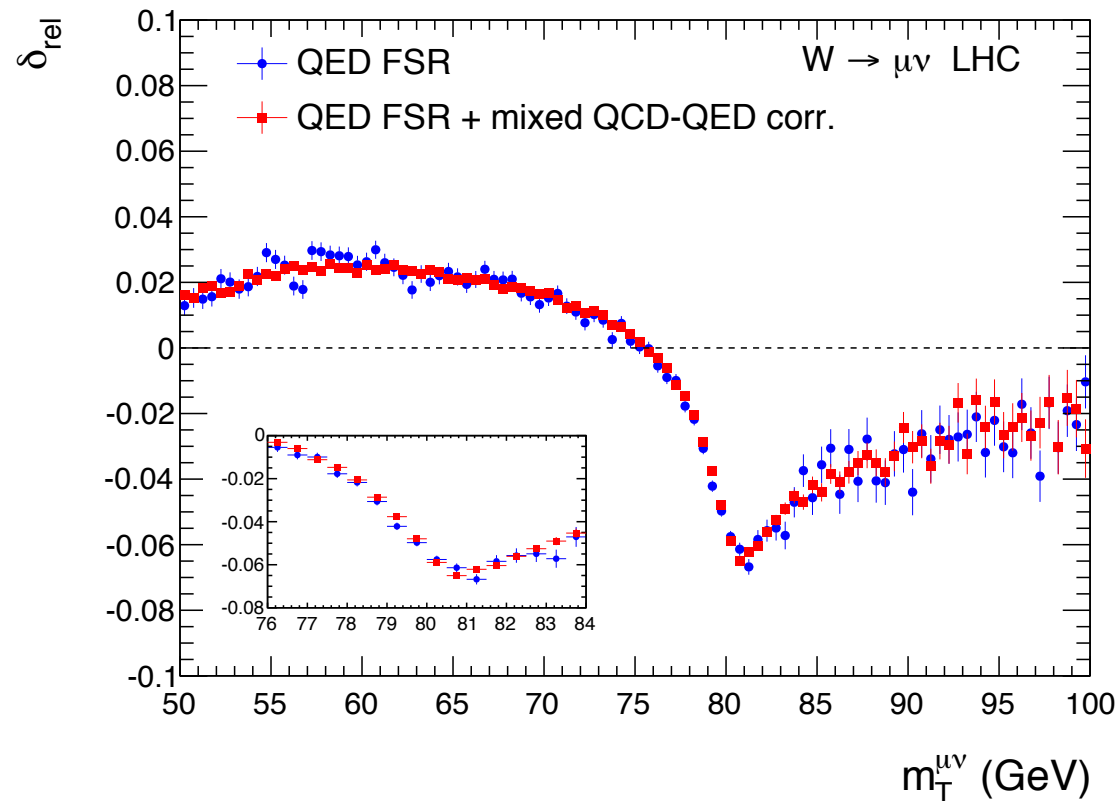 δrel
0.1
0.08
0.06
0.04
0.02
0
-0.02
-0.04
-0.06
-0.08
-0.1
QED FSR
QED FSR + mixed QCD-QED corr.
W → μν LHC
0
-0.02
-0.04
-0.06
-0.08
76 77 78 79 80 81 82 83 84
50 55 60 65 70 75 80 85 90 95 100
m_T^μν (GeV)